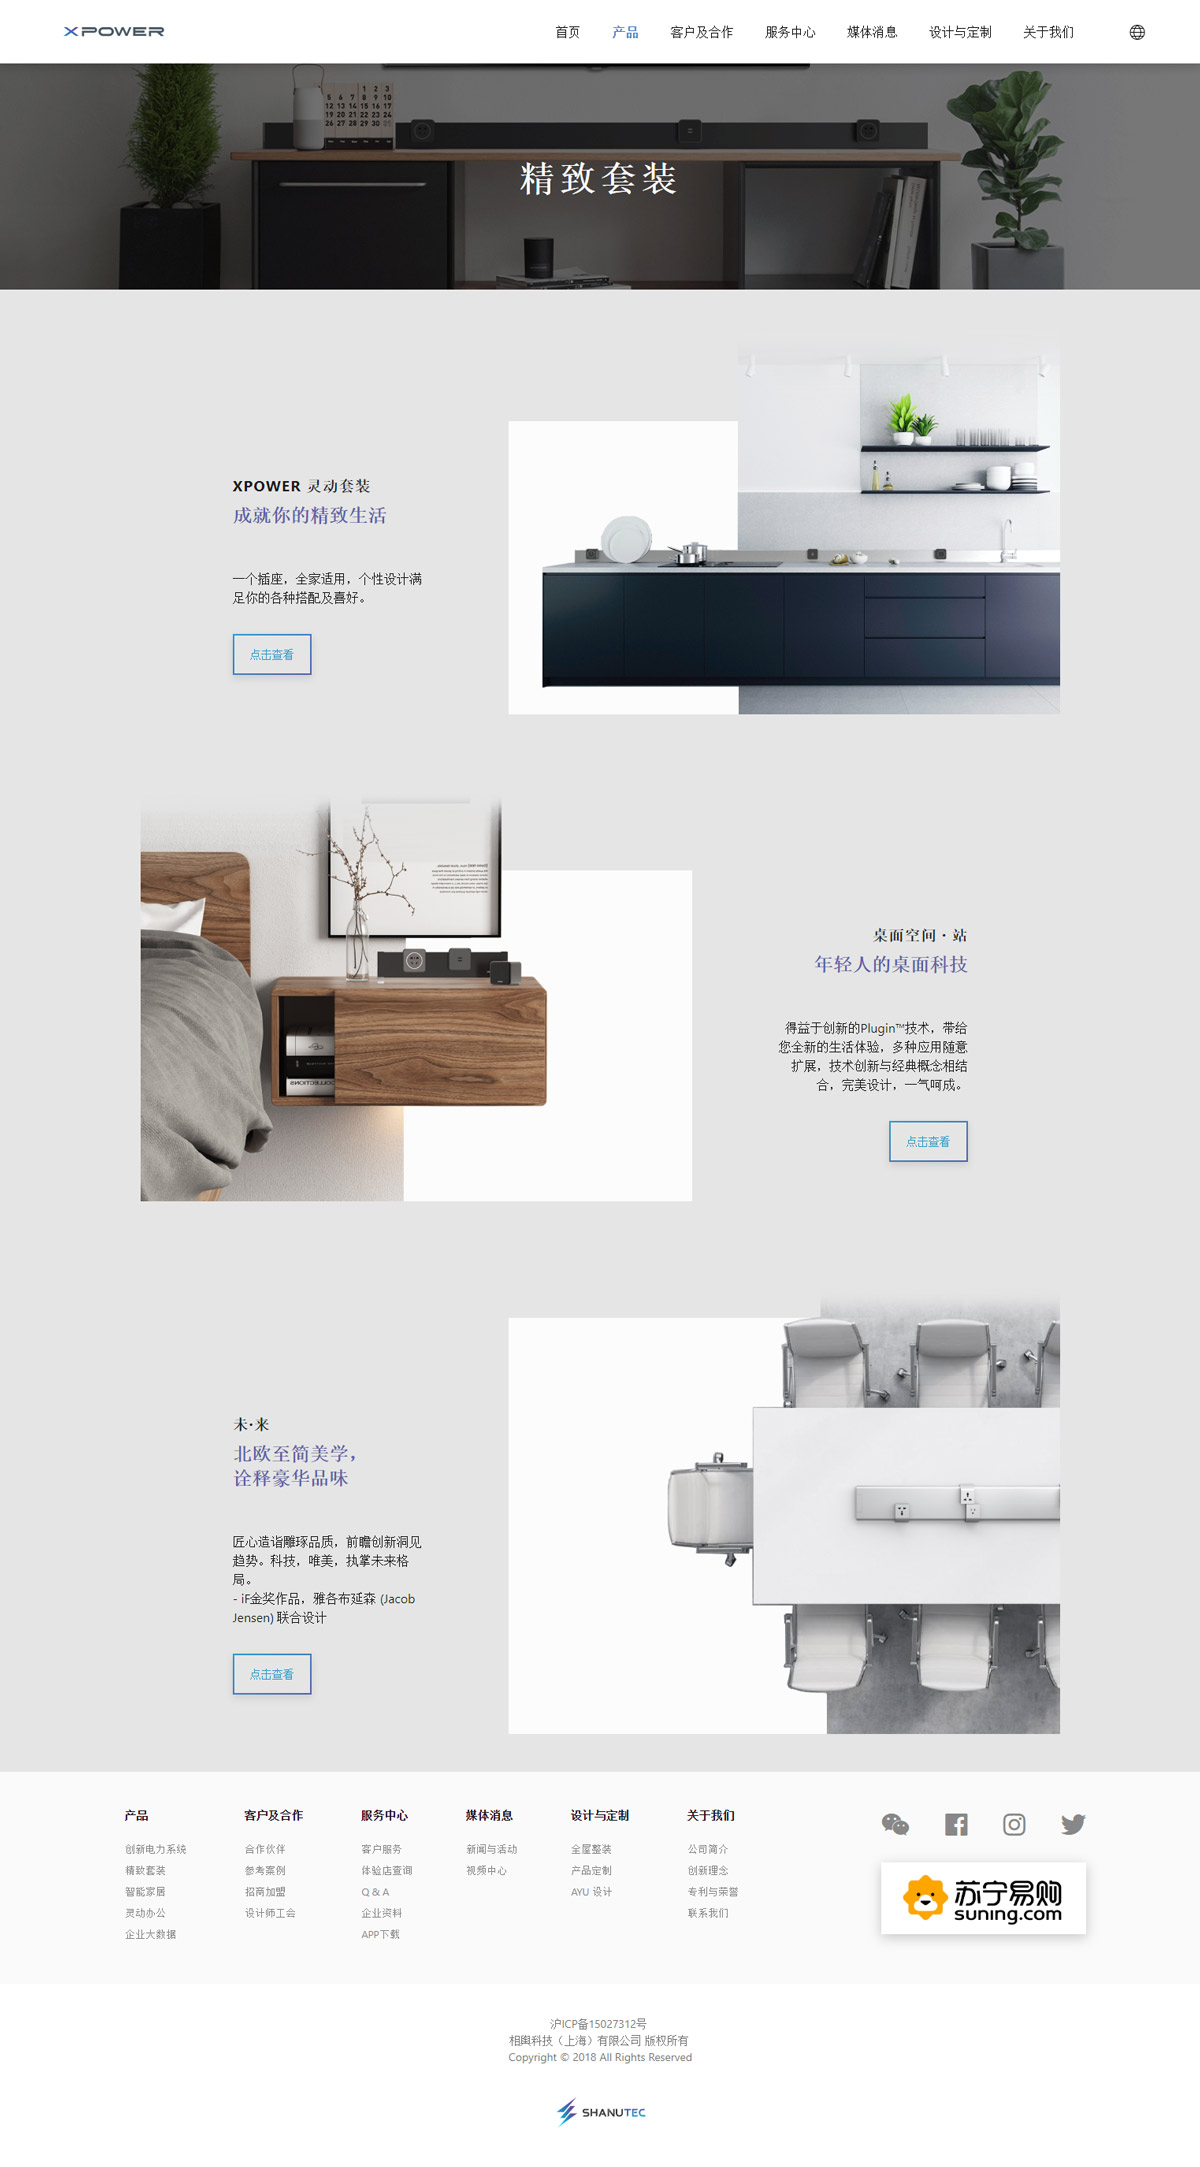 XPOWER
首页 产品 客户及合作 服务中心 媒体消息 设计与定制 关于我们
精致套装
XPOWER 灵动套装
成就你的精致生活
一个插座，全家适用，个性设计满
足你的各种搭配及喜好。
点击查看
桌面空间·站
年轻人的桌面科技
得益于创新的Plugin™技术，带给
您全新的生活体验，多种应用随意
扩展，技术创新与经典概念相结
合，完美设计，一气呵成。
点击查看
未·来
北欧至简美学，
诠释豪华品味
匠心造诣雕琢品质，前瞻创新洞见
趋势。科技，唯美，执掌未来格
局。
- iF金奖作品，雅各布延森 (Jacob
Jensen) 联合设计
点击查看
产品 客户及合作 服务中心 媒体消息 设计与定制 关于我们
创新电力系统 合作伙伴 客户服务 新闻与活动 全屋整装 公司简介
精致套装 参考案例 体验店查询 视频中心 产品定制 创新理念
智能家居 招商加盟 Q & A AYU 设计 专利与荣誉
灵动办公 设计师工会 企业资料 联系我们
企业大数据 APP下载
苏宁易购
suning.com
沪ICP备15027312号
相舆科技（上海）有限公司 版权所有
Copyright © 2018 All Rights Reserved
SHANUTEC